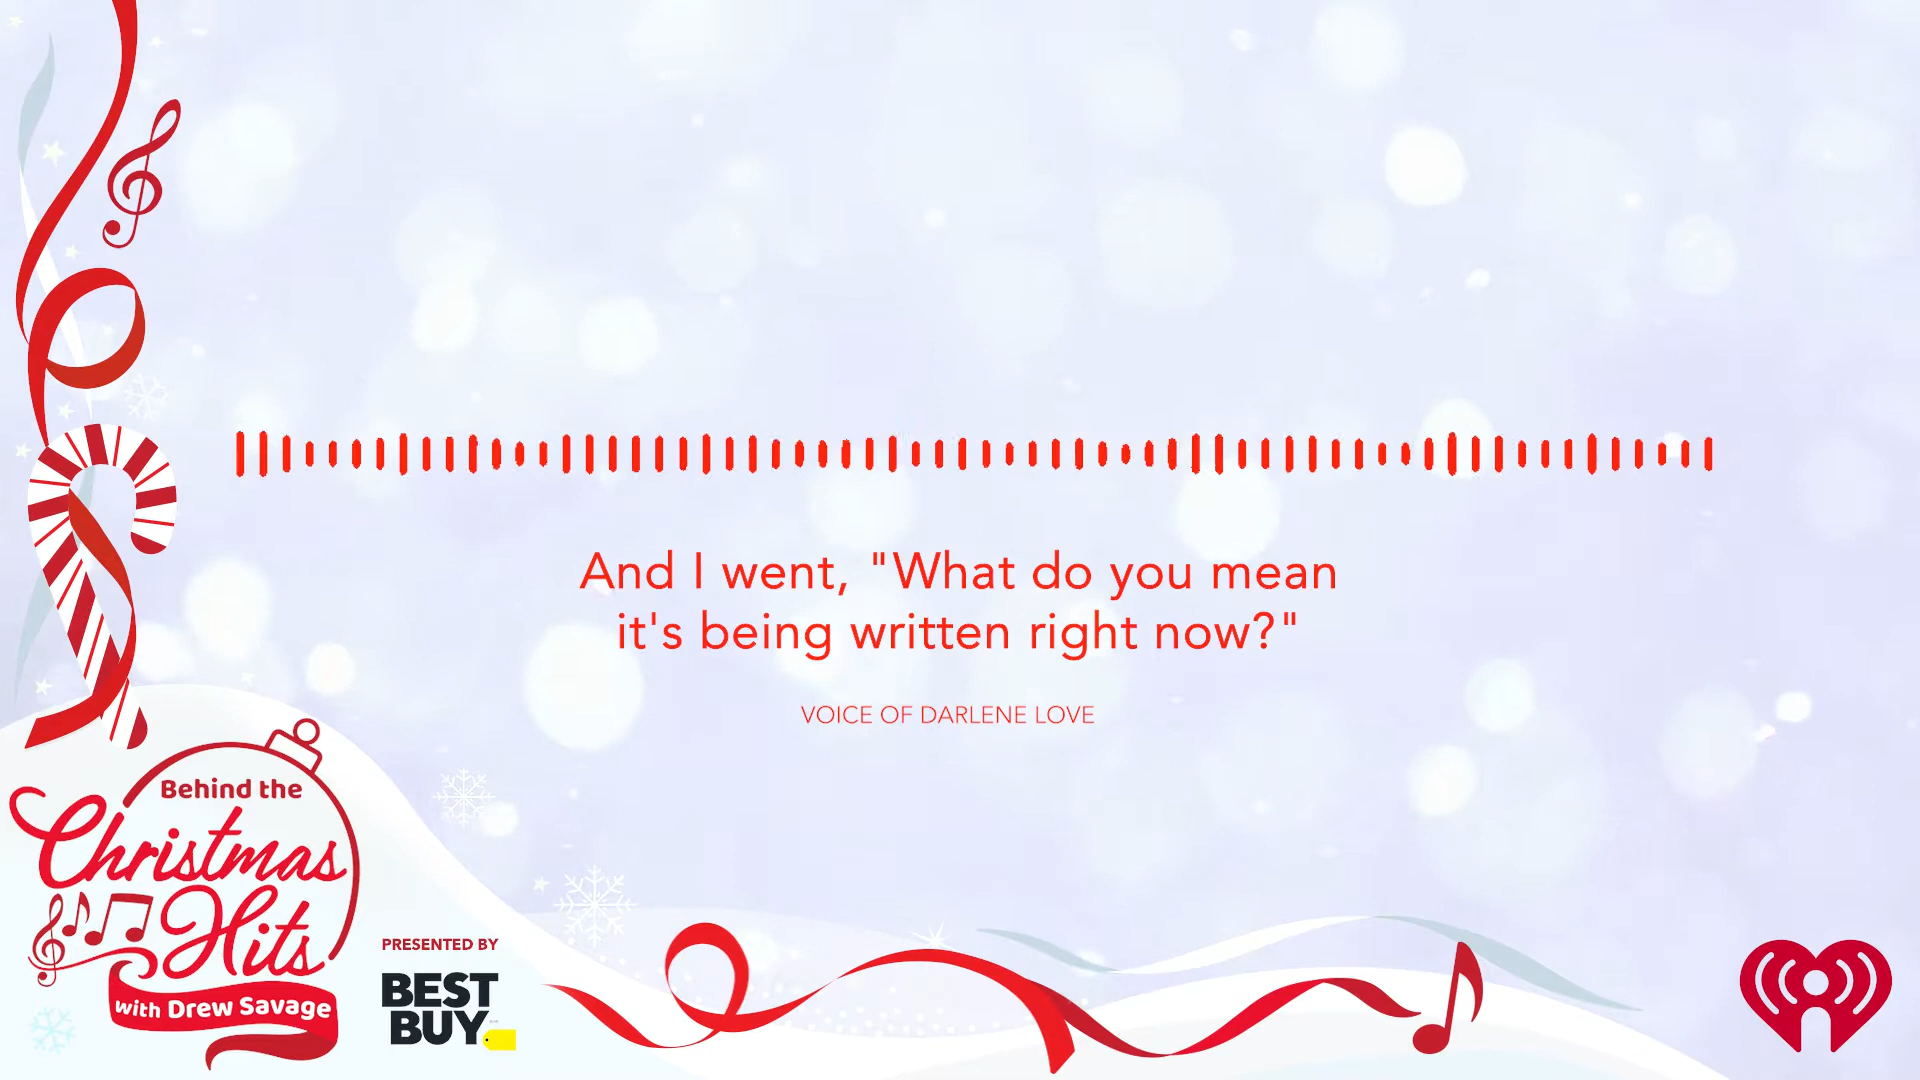 And I went, "What do you mean
it's being written right now?"
VOICE OF DARLENE LOVE
Behind the
Christmas
Hits
with Drew Savage
PRESENTED BY
BEST
BUY